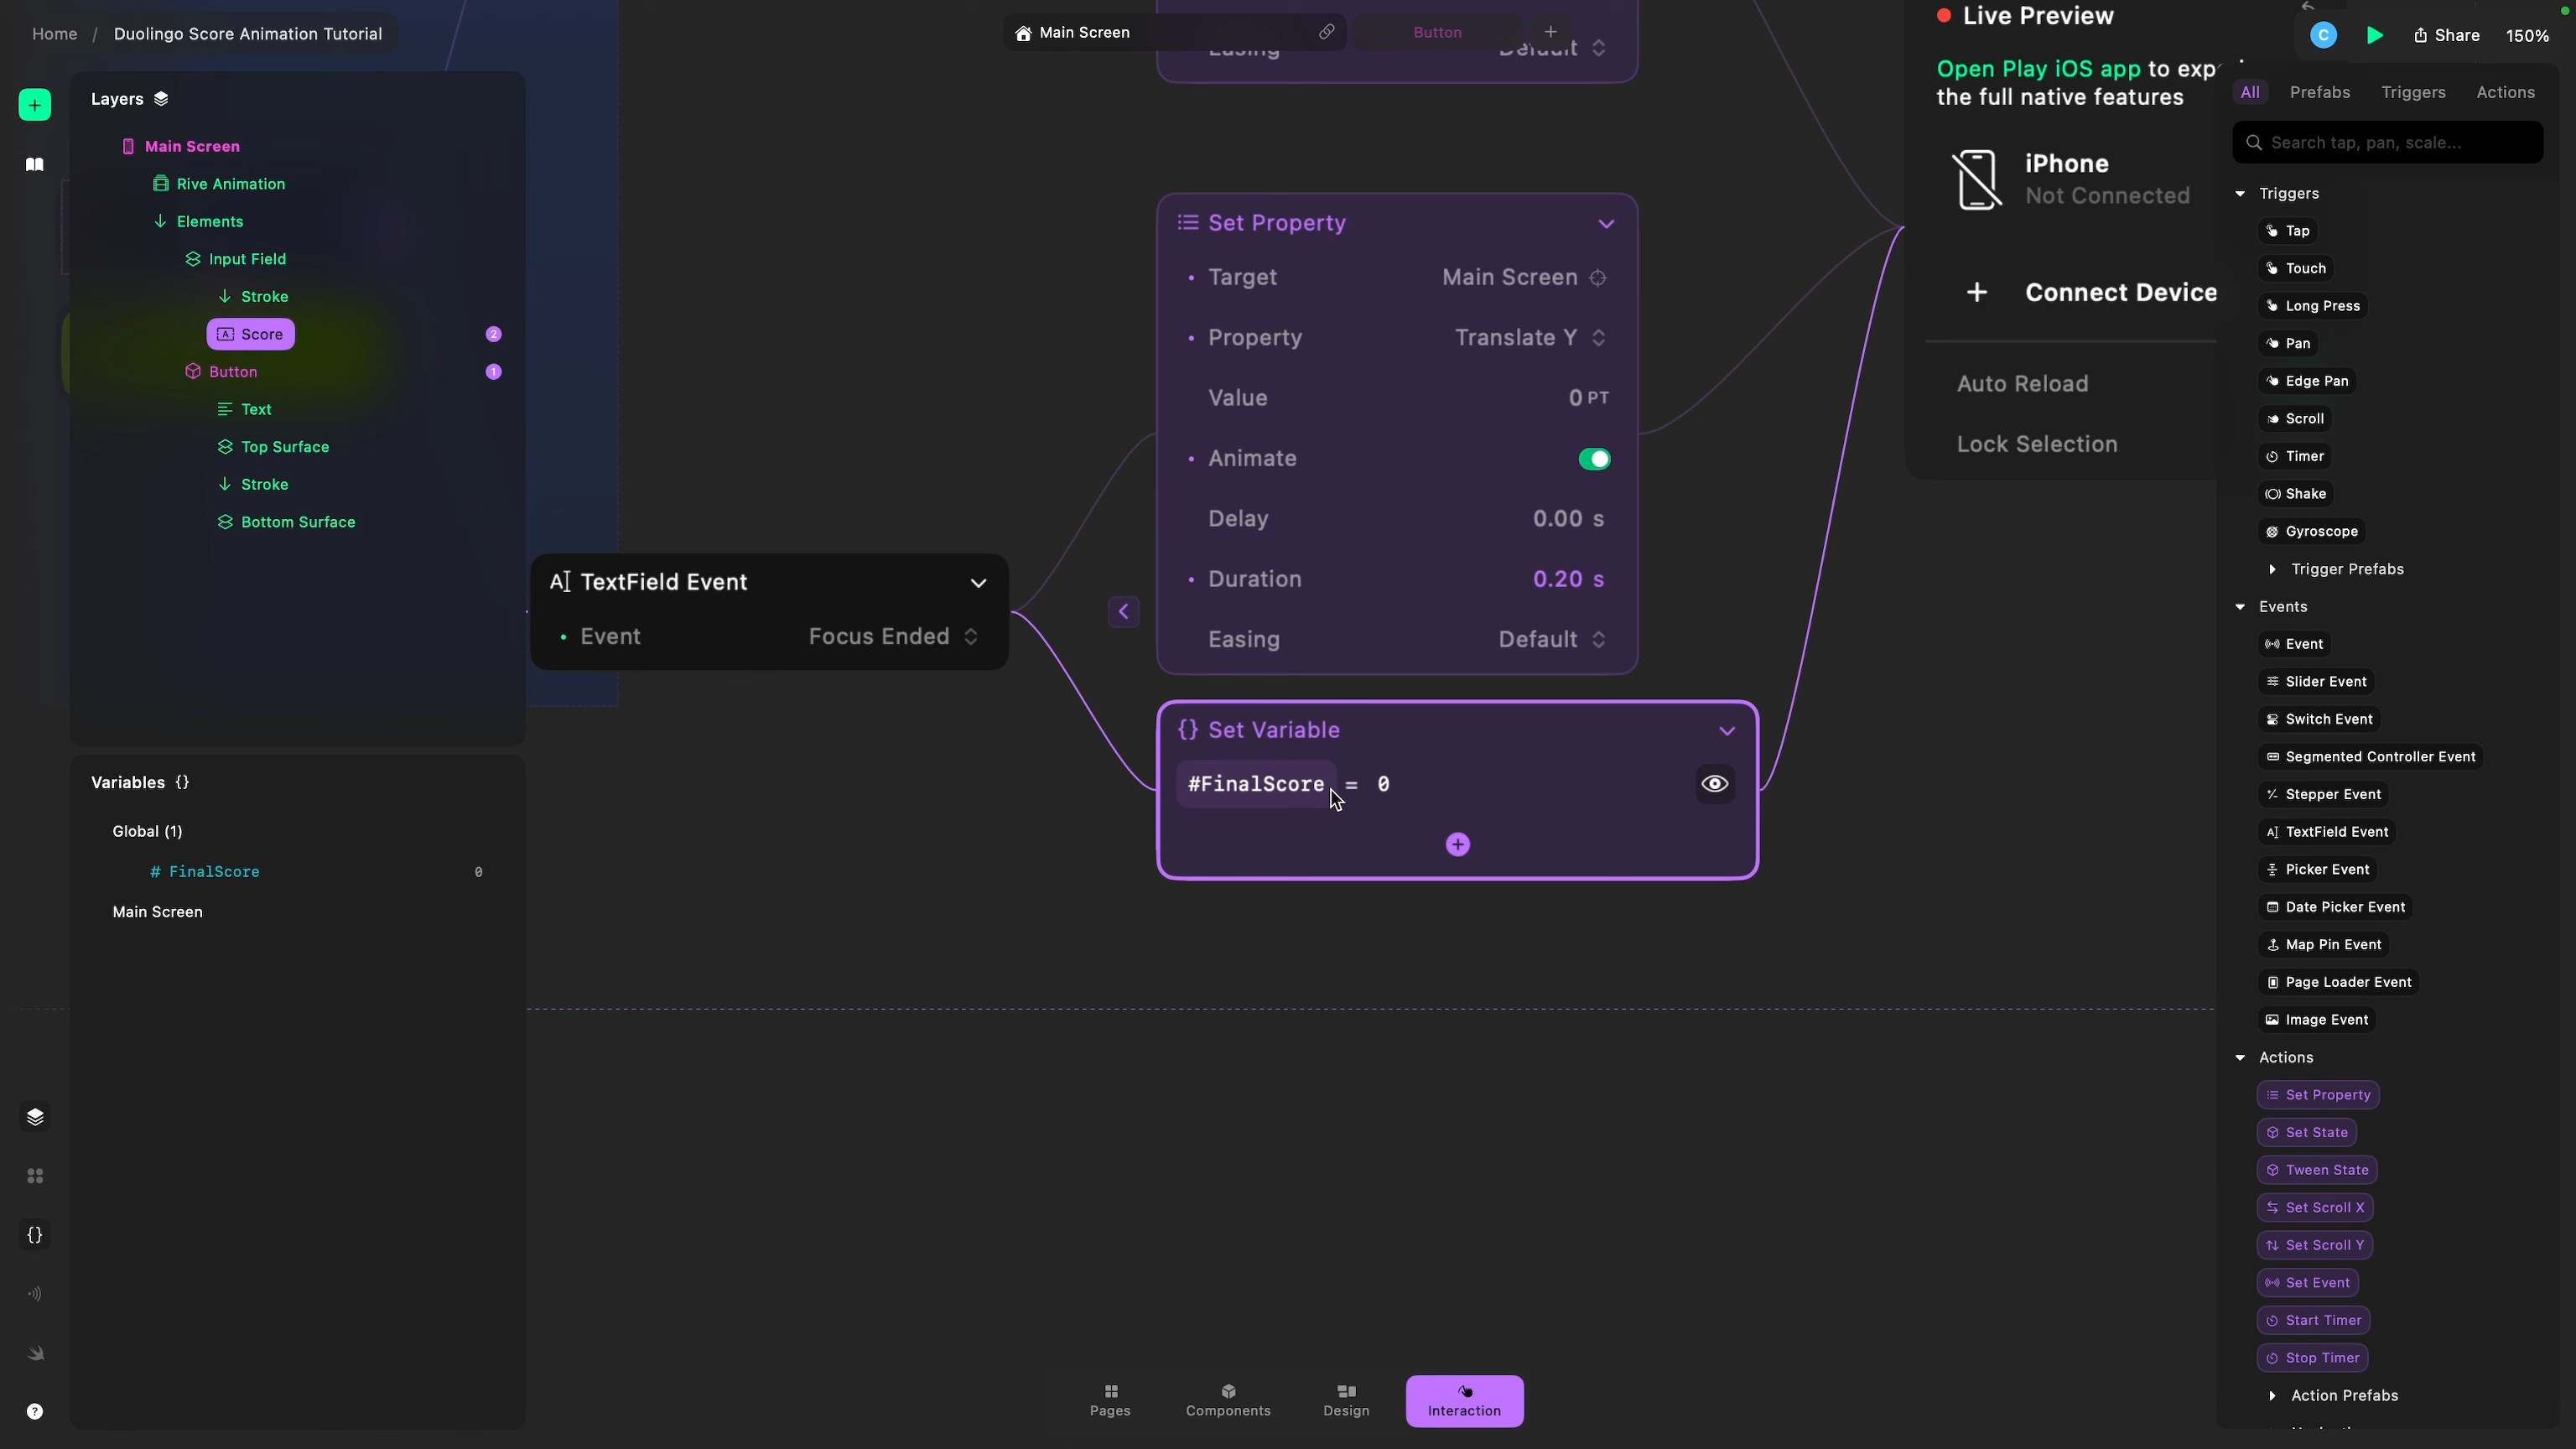 Home / Duolingo Score Animation Tutorial
Main Screen
Button
C
Share
150%
Layers
Main Screen
Rive Animation
Elements
Input Field
Stroke
Score
2
Button
1
Text
Top Surface
Stroke
Bottom Surface
Variables {}
Global (1)
# FinalScore 0
Main Screen
TextField Event
Event Focus Ended
Easing Default
Set Property
Target Main Screen
Property Translate Y
Value 0 PT
Animate
Delay 0.00 s
Duration 0.20 s
Easing Default
{} Set Variable
#FinalScore = 0
Live Preview
Open Play iOS app to exp
the full native features
iPhone
Not Connected
+ Connect Device
Auto Reload
Lock Selection
All Prefabs Triggers Actions
Search tap, pan, scale...
Triggers
Tap
Touch
Long Press
Pan
Edge Pan
Scroll
Timer
Shake
Gyroscope
Trigger Prefabs
Events
Event
Slider Event
Switch Event
Segmented Controller Event
Stepper Event
TextField Event
Picker Event
Date Picker Event
Map Pin Event
Page Loader Event
Image Event
Actions
Set Property
Set State
Tween State
Set Scroll X
Set Scroll Y
Set Event
Start Timer
Stop Timer
Action Prefabs
Pages
Components
Design
Interaction